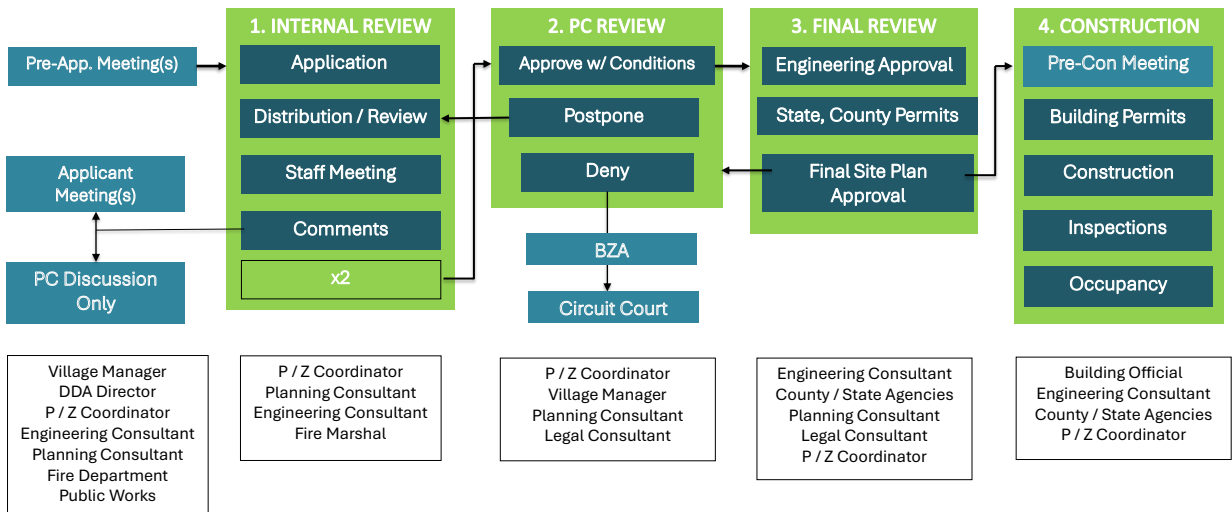 Pre-App. Meeting(s)
Applicant
Meeting(s)
PC Discussion
Only
1. INTERNAL REVIEW
Application
Distribution / Review
Staff Meeting
Comments
x2
2. PC REVIEW
Approve w/ Conditions
Postpone
Deny
BZA
Circuit Court
3. FINAL REVIEW
Engineering Approval
State, County Permits
Final Site Plan
Approval
4. CONSTRUCTION
Pre-Con Meeting
Building Permits
Construction
Inspections
Occupancy
Village Manager
DDA Director
P / Z Coordinator
Engineering Consultant
Planning Consultant
Fire Department
Public Works
P / Z Coordinator
Planning Consultant
Engineering Consultant
Fire Marshal
P / Z Coordinator
Village Manager
Planning Consultant
Legal Consultant
Engineering Consultant
County / State Agencies
Planning Consultant
Legal Consultant
P / Z Coordinator
Building Official
Engineering Consultant
County / State Agencies
P / Z Coordinator